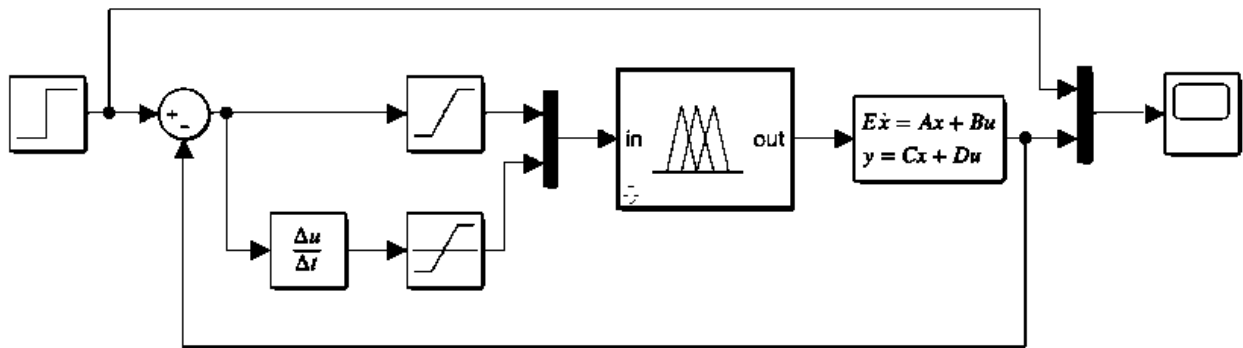 +
-
Δu
Δt
in
out
Eẋ = Ax + Bu
y = Cx + Du